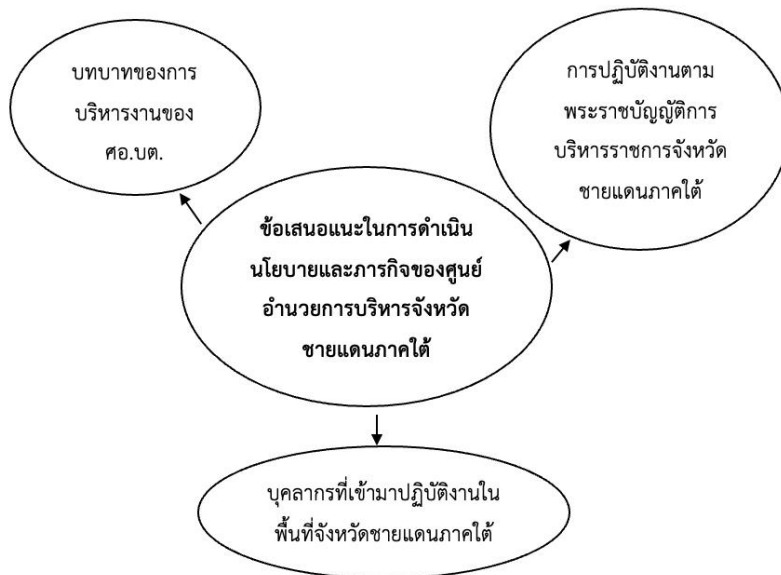 บทบาทของการ
บริหารงานของ
ศอ.บต.
การปฏิบัติงานตาม
พระราชบัญญัติการ
บริหารราชการจังหวัด
ชายแดนภาคใต้
ข้อเสนอแนะในการดำเนิน
นโยบายและภารกิจของศูนย์
อำนวยการบริหารจังหวัด
ชายแดนภาคใต้
บุคลากรที่เข้ามาปฏิบัติงานใน
พื้นที่จังหวัดชายแดนภาคใต้